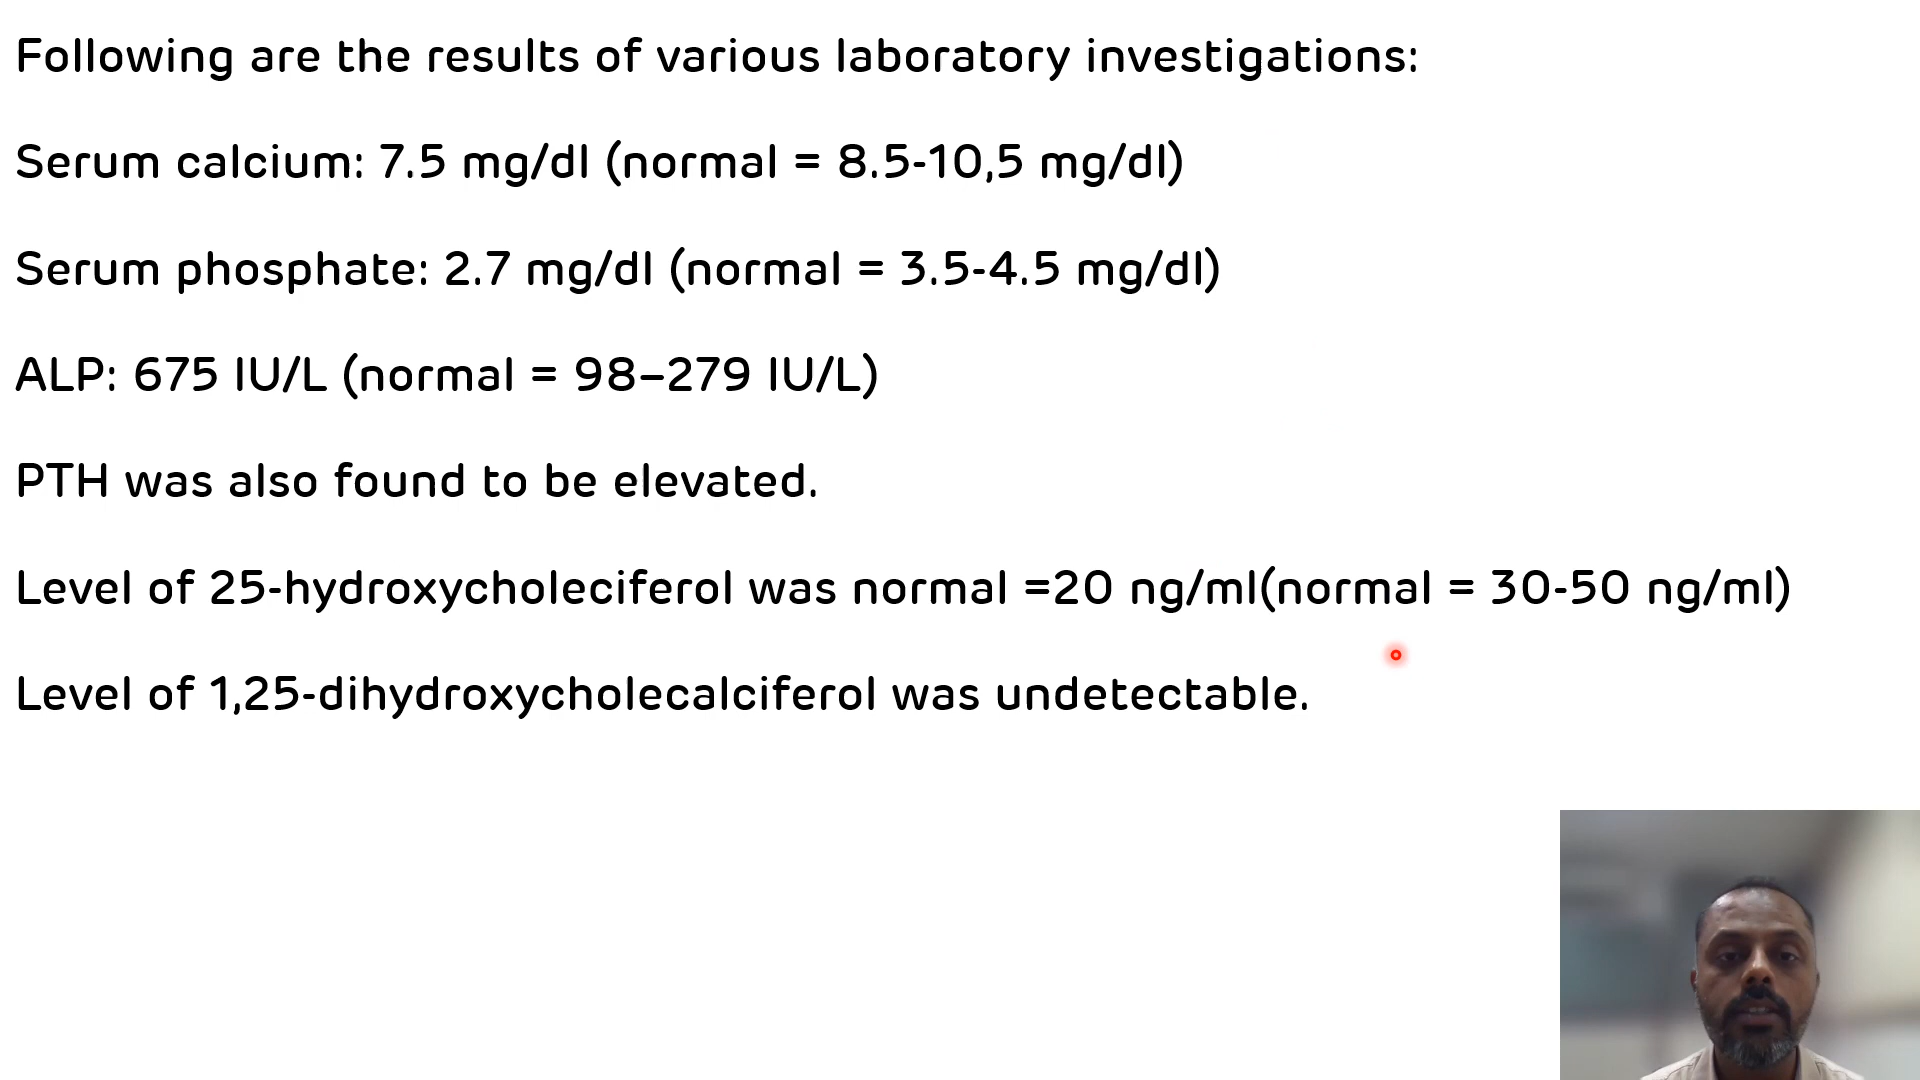 Following are the results of various laboratory investigations:
Serum calcium: 7.5 mg/dl (normal = 8.5-10,5 mg/dl)
Serum phosphate: 2.7 mg/dl (normal = 3.5-4.5 mg/dl)
ALP: 675 IU/L (normal = 98–279 IU/L)
PTH was also found to be elevated.
Level of 25-hydroxycholeciferol was normal =20 ng/ml(normal = 30-50 ng/ml)
Level of 1,25-dihydroxycholecalciferol was undetectable.